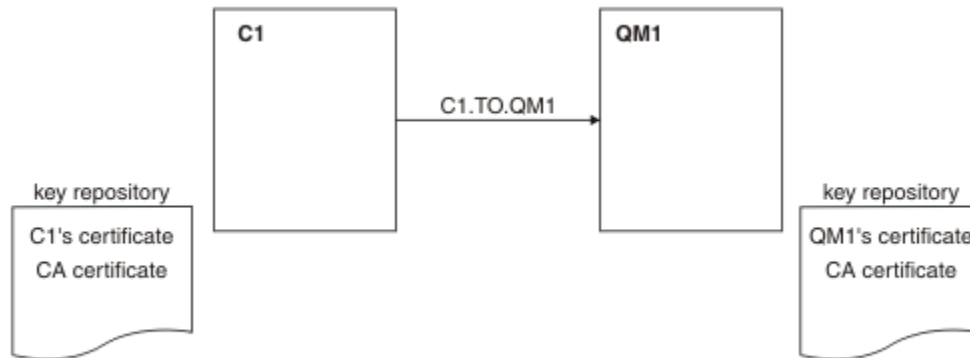 C1
QM1
C1.TO.QM1
key repository
C1's certificate
CA certificate
key repository
QM1's certificate
CA certificate